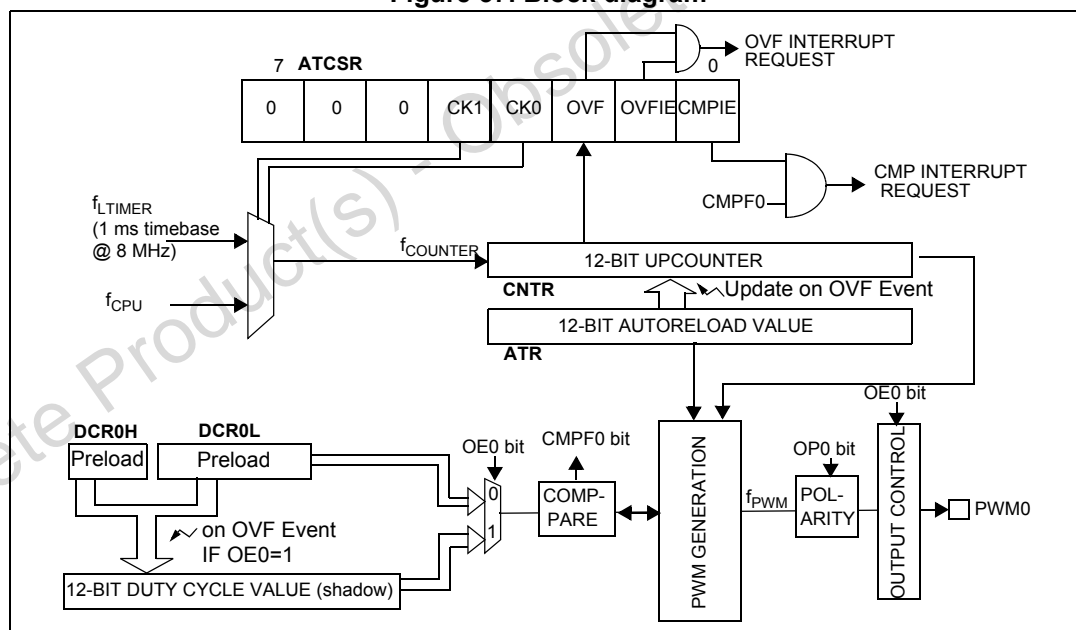 Figure 37. Block diagram
7 ATCSR 0
0 0 0 CK1 CK0 OVF OVFIE CMPIE
OVF INTERRUPT
REQUEST
CMP INTERRUPT
REQUEST
CMPF0
fLTIMER
(1 ms timebase
@ 8 MHz)
fCPU
fCOUNTER
12-BIT UPCOUNTER
CNTR
Update on OVF Event
12-BIT AUTORELOAD VALUE
ATR
DCR0H
Preload
DCR0L
Preload
on OVF Event
IF OE0=1
12-BIT DUTY CYCLE VALUE (shadow)
OE0 bit
0
1
CMPF0 bit
COMP-
PARE
PWM GENERATION
fPWM
OP0 bit
POL-
ARITY
OE0 bit
OUTPUT CONTROL
PWM0
ete Product(s) - Obsolet